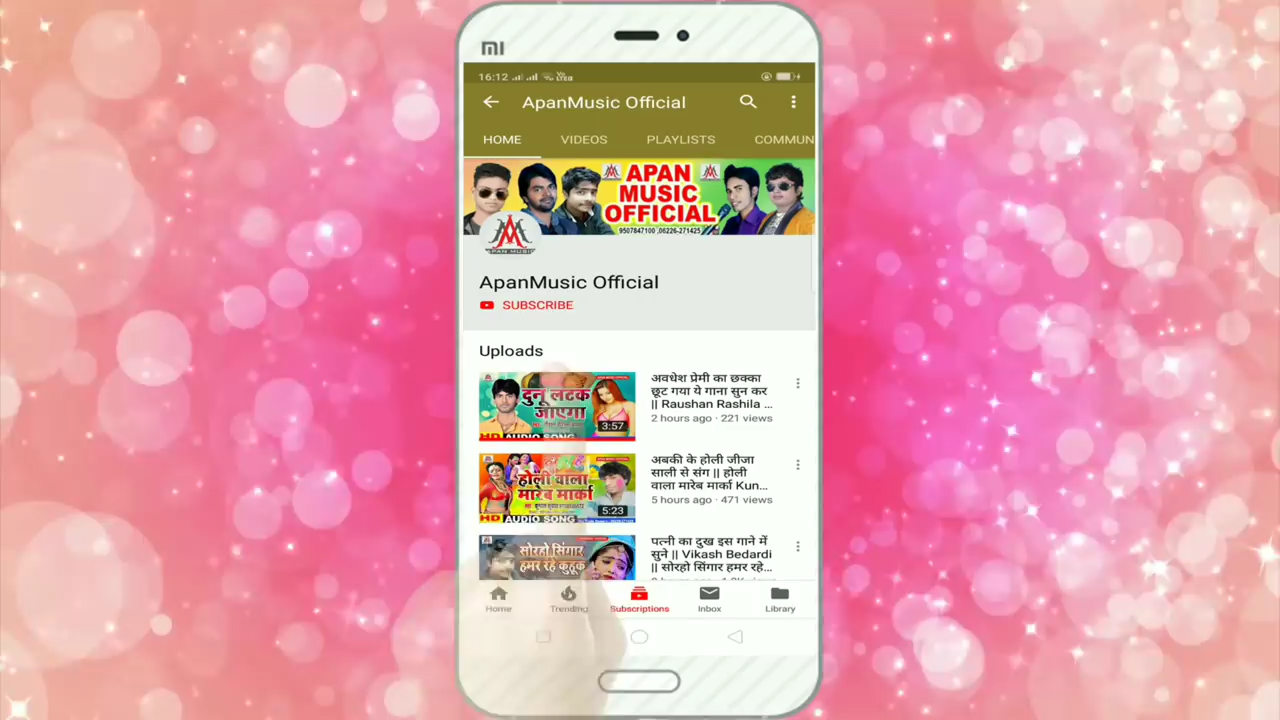 mi
16:12
ApanMusic Official
HOME VIDEOS PLAYLISTS COMMUN
APAN
MUSIC
OFFICIAL
9507847100 ,06226-271425
APAN MUSIC
ApanMusic Official
SUBSCRIBE
Uploads
दुनू लटक
जाएगा
3:57
HD AUDIO SONG
अवधेश प्रेमी का छक्का
छूट गया ये गाना सुन कर
|| Raushan Rashila ...
2 hours ago · 221 views
होली वाला
मारेब मार्का
5:23
HD AUDIO SONG
अबकी के होली जीजा
साली से संग || होली
वाला मारेब मार्का Kun...
5 hours ago · 471 views
सोरहो सिंगार
हमर रहे कुहूक
पत्नी का दुख इस गाने में
सुने || Vikash Bedardi
|| सोरहो सिंगार हमर रहे...
Home Trending Subscriptions Inbox Library